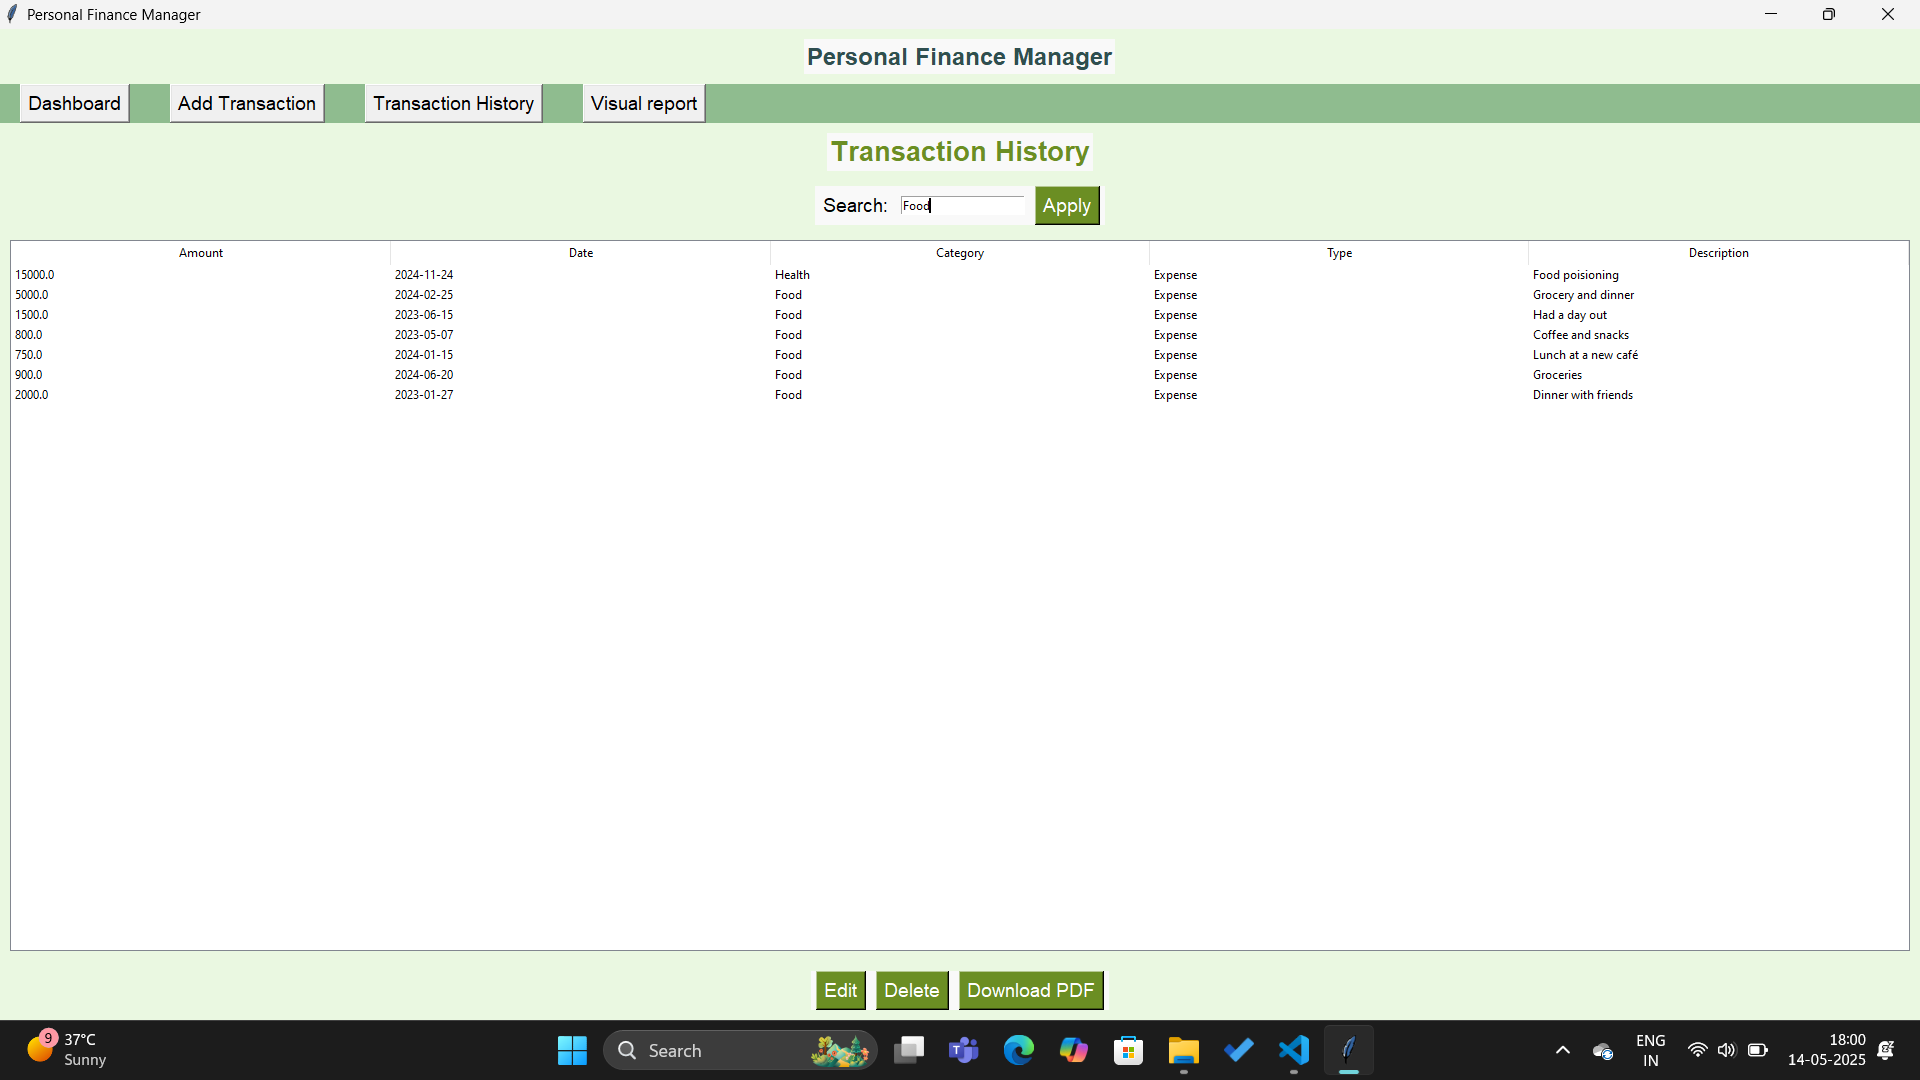 Personal Finance Manager
Personal Finance Manager
Dashboard Add Transaction Transaction History Visual report
Transaction History
Search: Food Apply
Amount Date Category Type Description
15000.0 2024-11-24 Health Expense Food poisioning
5000.0 2024-02-25 Food Expense Grocery and dinner
1500.0 2023-06-15 Food Expense Had a day out
800.0 2023-05-07 Food Expense Coffee and snacks
750.0 2024-01-15 Food Expense Lunch at a new café
900.0 2024-06-20 Food Expense Groceries
2000.0 2023-01-27 Food Expense Dinner with friends
Edit Delete Download PDF
9 37°C
Sunny
Search
ENG
IN
18:00
14-05-2025